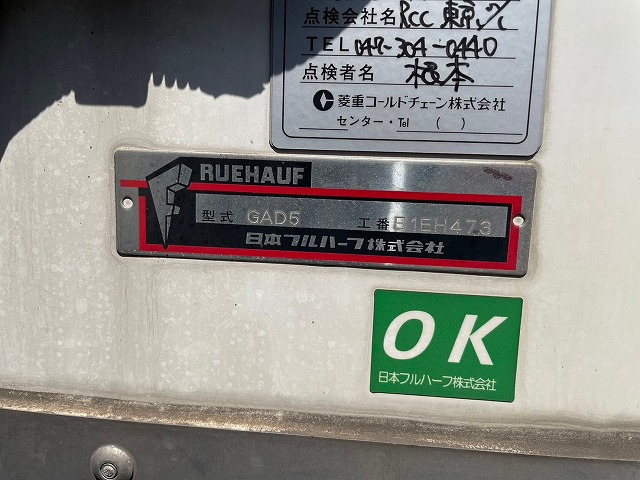 点検会社名 RCC 東京
TEL 047-304-0440
点検者名 根本
菱重コールドチェーン株式会社
センター・Tel ( )
RUEHAUF
型式 GAD5 工番 E1EH473
日本フルハーフ株式会社
OK
日本フルハーフ株式会社